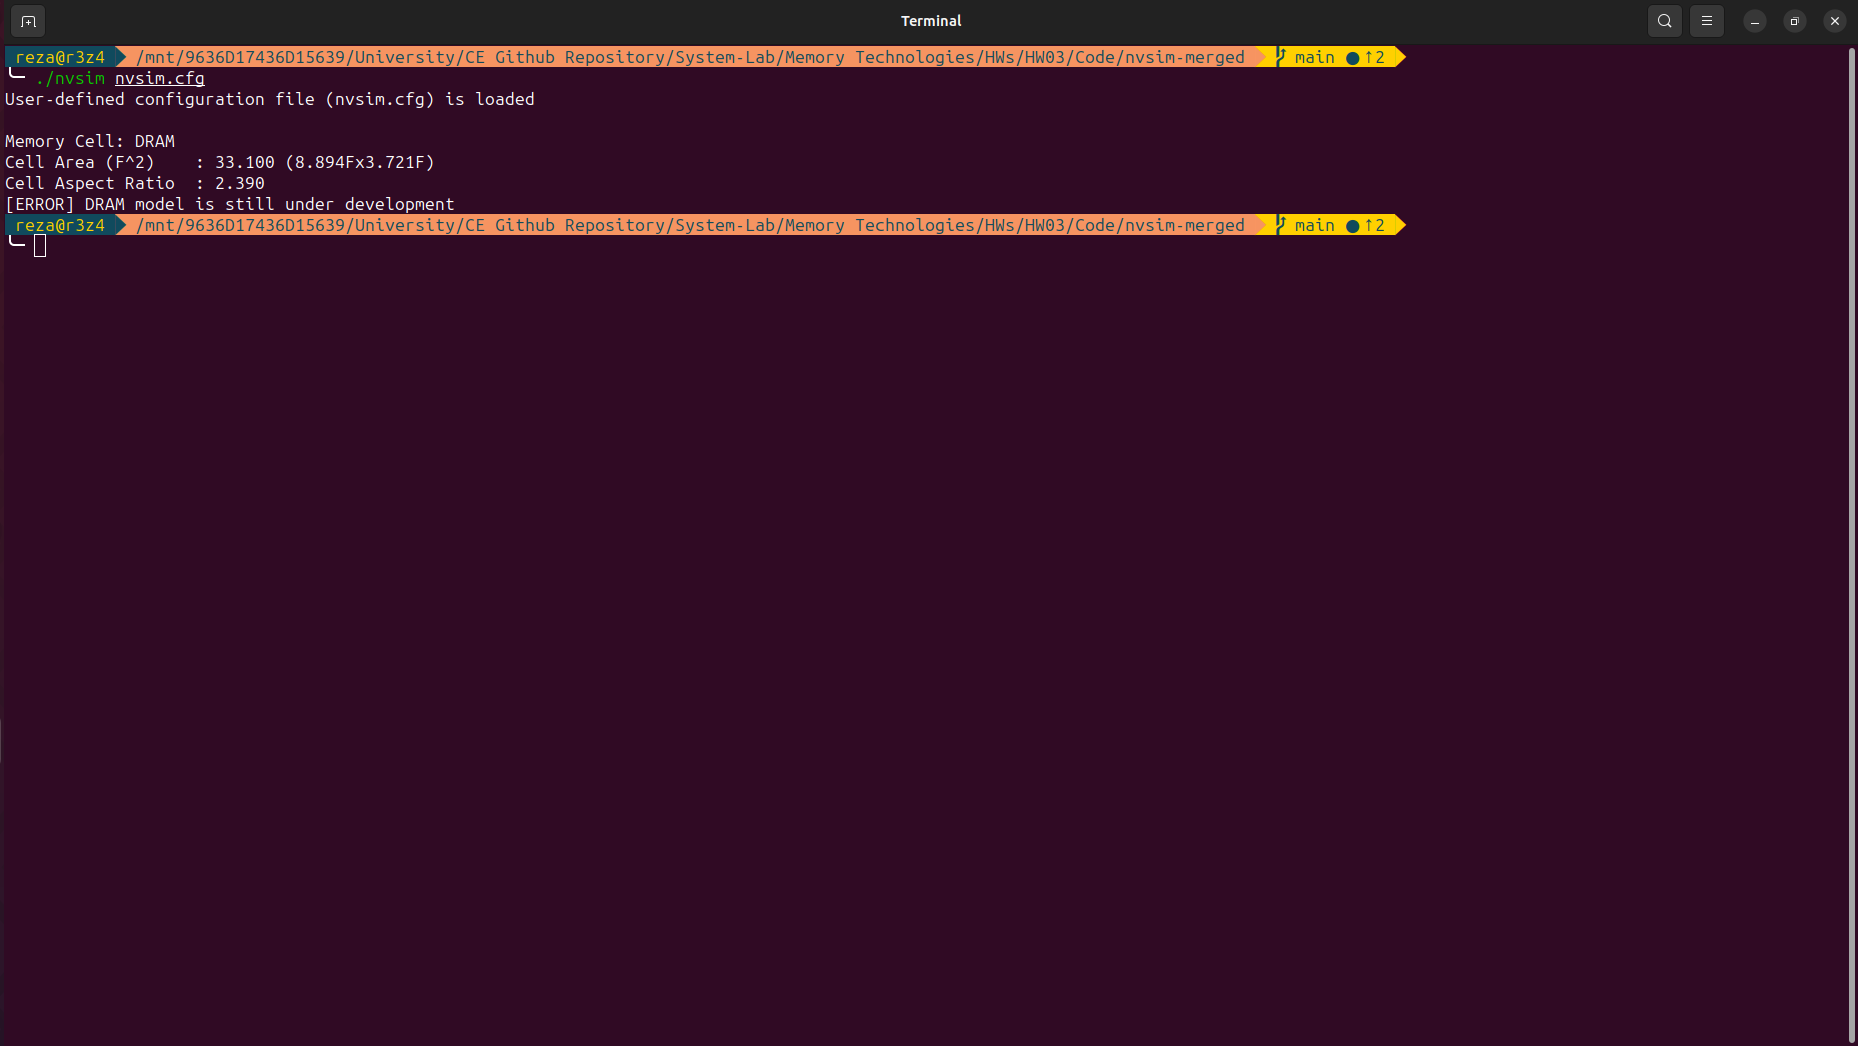 Terminal
reza@r3z4 /mnt/9636D17436D15639/University/CE Github Repository/System-Lab/Memory Technologies/HWs/HW03/Code/nvsim-merged main ●↑2
./nvsim nvsim.cfg
User-defined configuration file (nvsim.cfg) is loaded
Memory Cell: DRAM
Cell Area (F^2)    : 33.100 (8.894Fx3.721F)
Cell Aspect Ratio  : 2.390
[ERROR] DRAM model is still under development
reza@r3z4 /mnt/9636D17436D15639/University/CE Github Repository/System-Lab/Memory Technologies/HWs/HW03/Code/nvsim-merged main ●↑2